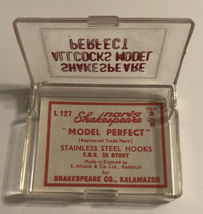 ALLCOCKS MODEL
PERFECT
SHAKESPEARE
L 127
Shakespeare
"MODEL PERFECT"
(Registered Trade Mark)
STAINLESS STEEL HOOKS
T.D.E. 3X STOUT
Made in England by
S. Allcock & Co. Ltd., Redditch
for
SHAKESPEARE CO., KALAMAZOO